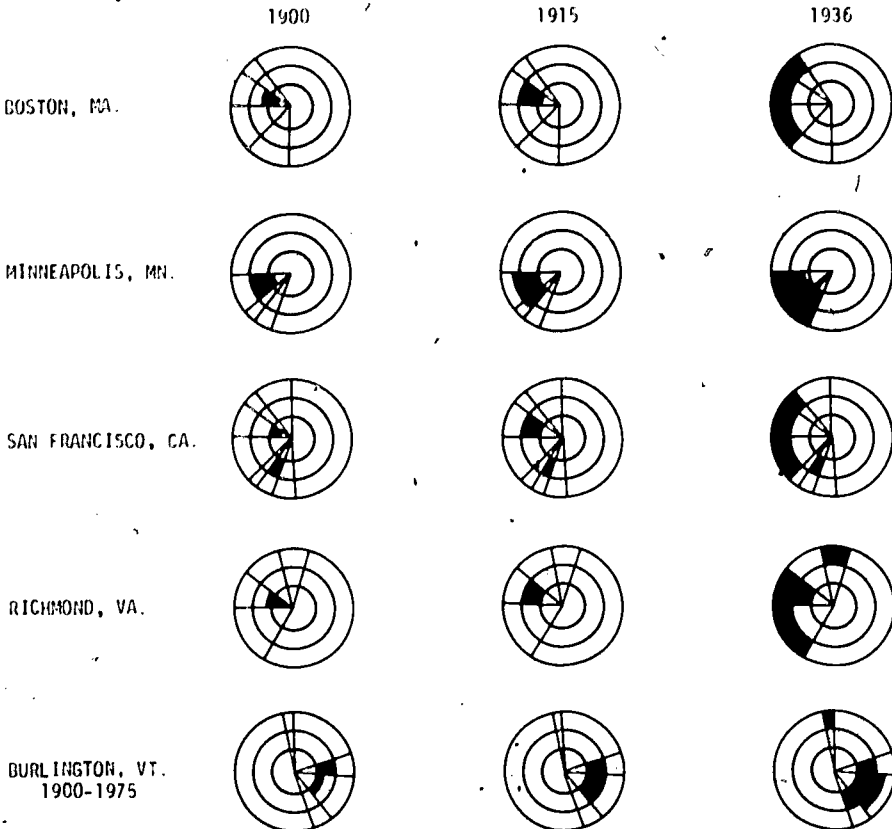 1900 1915 1936
BOSTON, MA.
MINNEAPOLIS, MN.
SAN FRANCISCO, CA.
RICHMOND, VA.
BURLINGTON, VT.
1900-1975